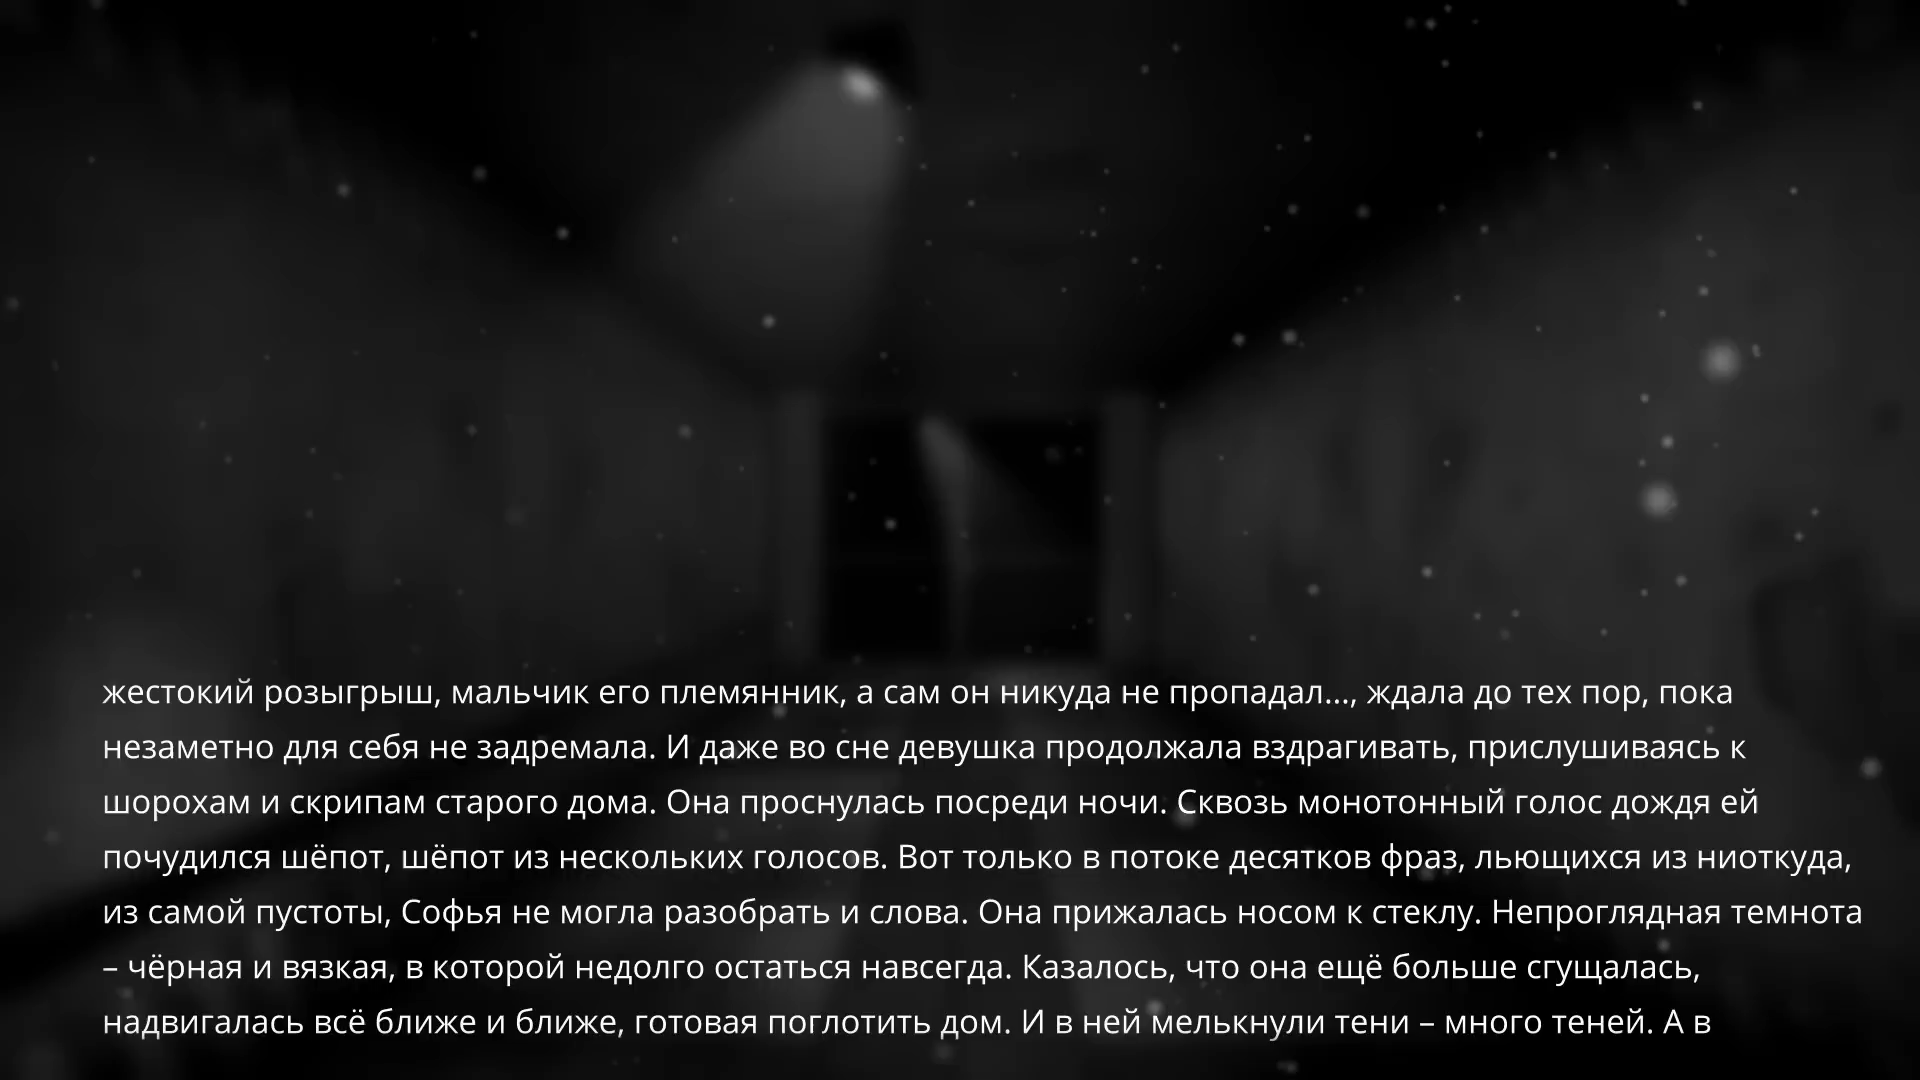 жестокий розыгрыш, мальчик его племянник, а сам он никуда не пропадал..., ждала до тех пор, пока
незаметно для себя не задремала. И даже во сне девушка продолжала вздрагивать, прислушиваясь к
шорохам и скрипам старого дома. Она проснулась посреди ночи. Сквозь монотонный голос дождя ей
почудился шёпот, шёпот из нескольких голосов. Вот только в потоке десятков фраз, льющихся из ниоткуда,
из самой пустоты, Софья не могла разобрать и слова. Она прижалась носом к стеклу. Непроглядная темнота
– чёрная и вязкая, в которой недолго остаться навсегда. Казалось, что она ещё больше сгущалась,
надвигалась всё ближе и ближе, готовая поглотить дом. И в ней мелькнули тени – много теней. А в